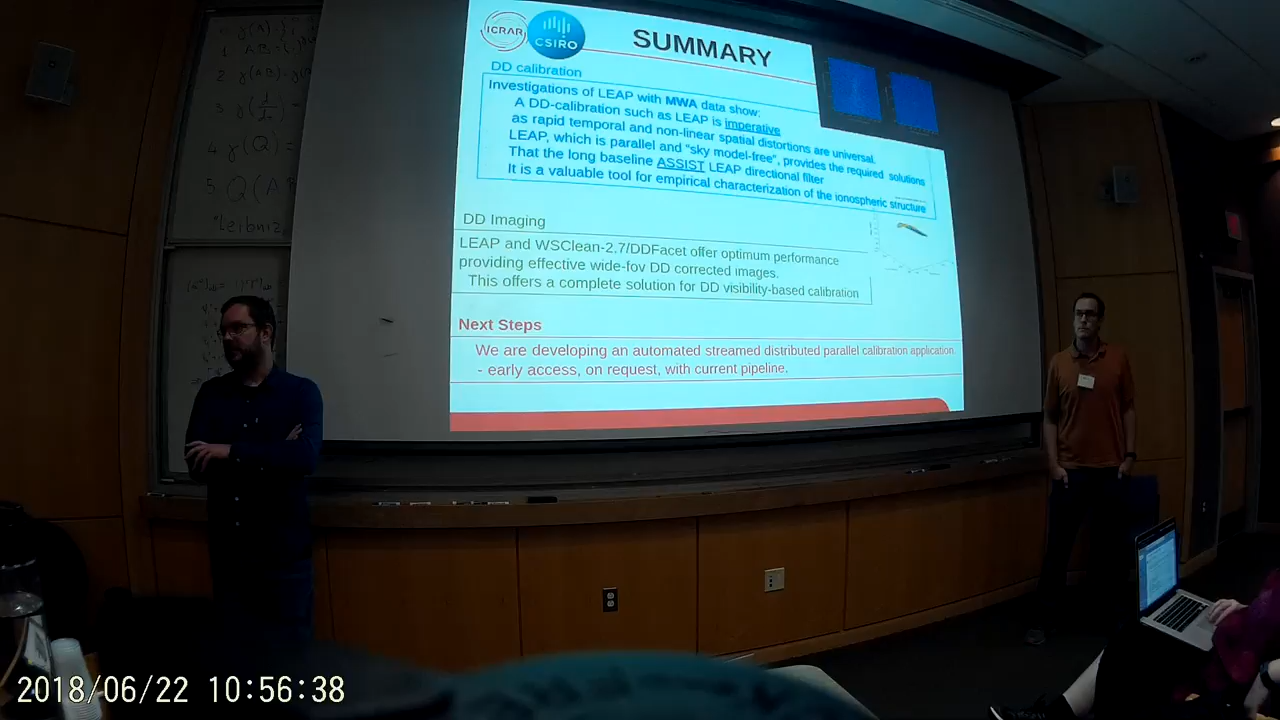 ICRAR
CSIRO
SUMMARY
DD calibration
Investigations of LEAP with MWA data show:
A DD-calibration such as LEAP is imperative
as rapid temporal and non-linear spatial distortions are universal.
LEAP, which is parallel and "sky model-free", provides the required solutions
That the long baseline ASSIST LEAP directional filter
It is a valuable tool for empirical characterization of the ionospheric structure
DD Imaging
LEAP and WSClean-2.7/DDFacet offer optimum performance
providing effective wide-fov DD corrected images.
This offers a complete solution for DD visibility-based calibration
Next Steps
We are developing an automated streamed distributed parallel calibration application
- early access, on request, with current pipeline.
4 γ(Q) =
"Leibniz
2018/06/22 10:56:38